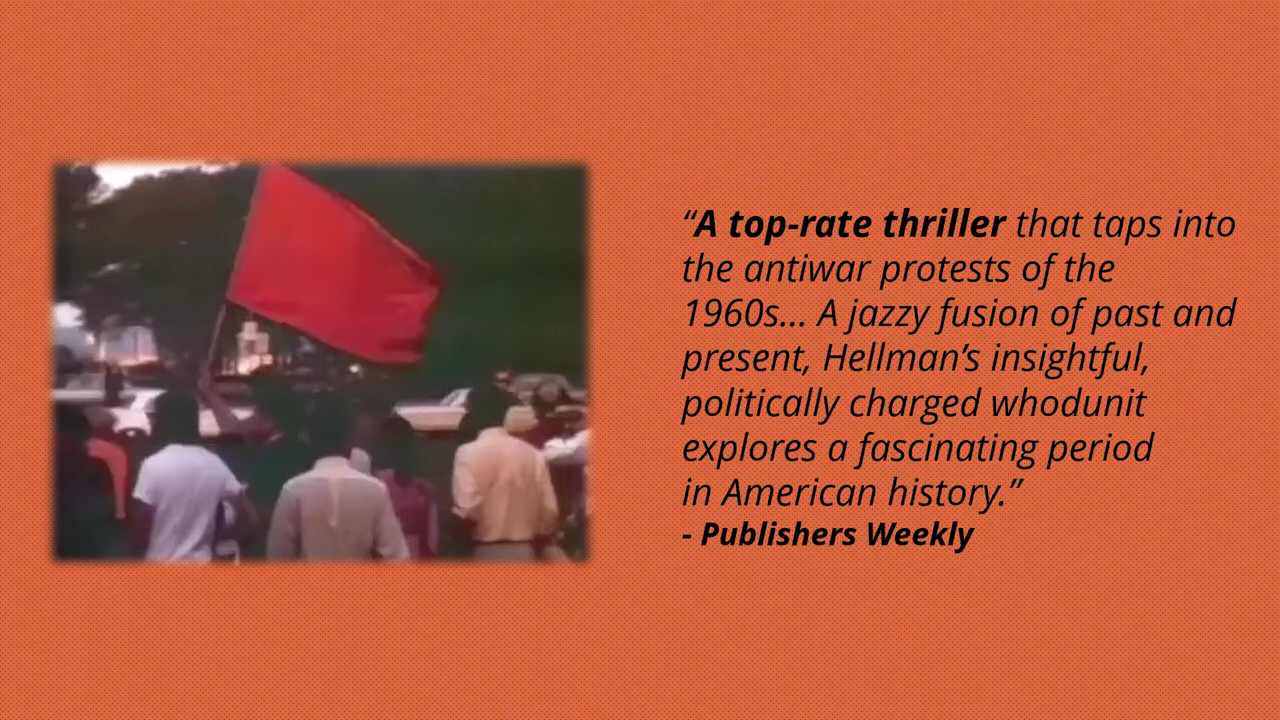 “A top-rate thriller that taps into
the antiwar protests of the
1960s... A jazzy fusion of past and
present, Hellman’s insightful,
politically charged whodunit
explores a fascinating period
in American history.”
- Publishers Weekly